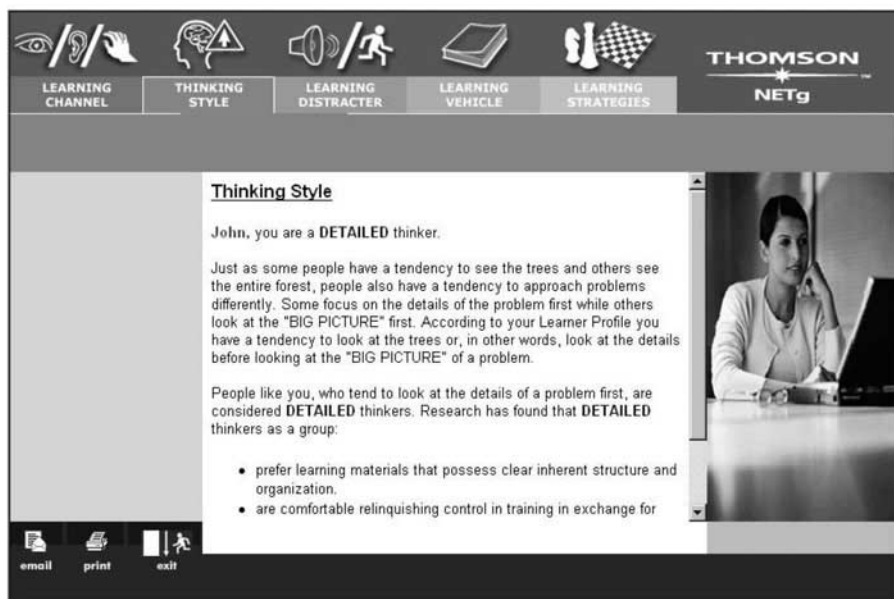 LEARNING
CHANNEL
THINKING
STYLE
LEARNING
DISTRACTER
LEARNING
VEHICLE
LEARNING
STRATEGIES
THOMSON
™
NETg
Thinking Style
John, you are a DETAILED thinker.
Just as some people have a tendency to see the trees and others see
the entire forest, people also have a tendency to approach problems
differently. Some focus on the details of the problem first while others
look at the "BIG PICTURE" first. According to your Learner Profile you
have a tendency to look at the trees or, in other words, look at the details
before looking at the "BIG PICTURE" of a problem.
People like you, who tend to look at the details of a problem first, are
considered DETAILED thinkers. Research has found that DETAILED
thinkers as a group:
• prefer learning materials that possess clear inherent structure and
organization.
• are comfortable relinquishing control in training in exchange for
email print exit